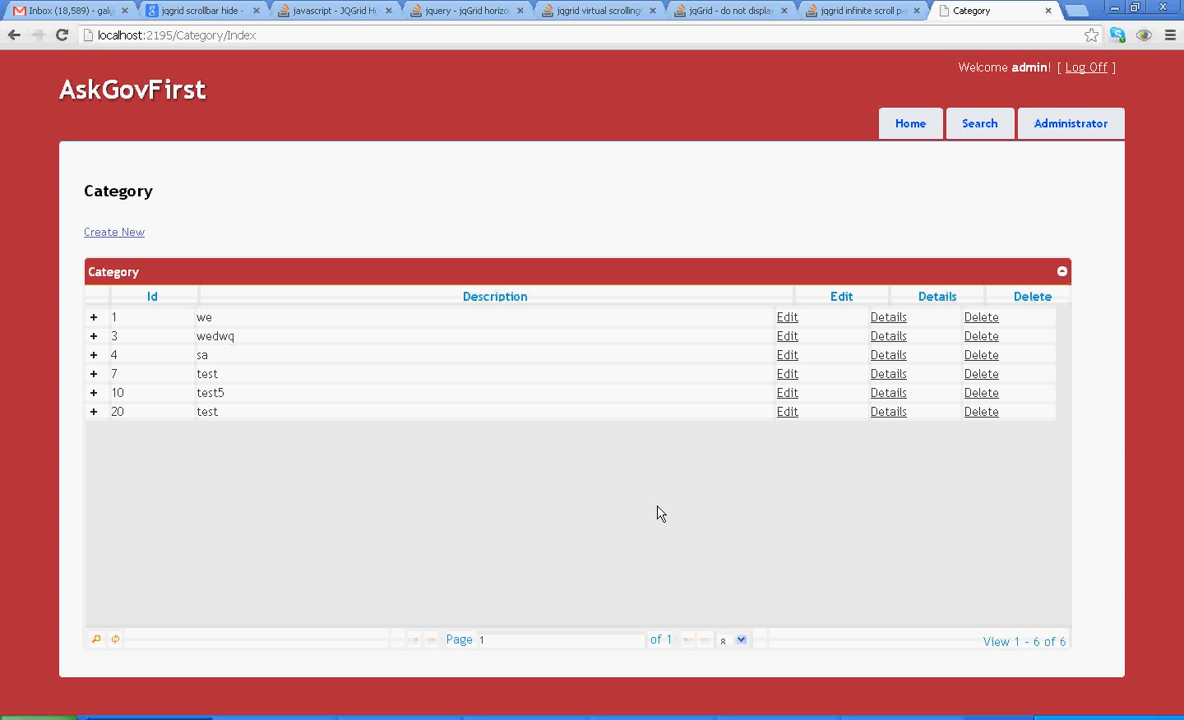 Inbox (18,589) - gali
jqgrid scrollbar hide -
javascript - JQGrid H
jquery - jqGrid horizo
jqgrid virtual scrolling
jqGrid - do not displa
jqgrid infinite scroll p
Category
localhost:2195/Category/Index
Welcome admin! [ Log Off ]
AskGovFirst
Home Search Administrator
Category
Create New
Category
Id Description Edit Details Delete
+ 1 we Edit Details Delete
+ 3 wedwq Edit Details Delete
+ 4 sa Edit Details Delete
+ 7 test Edit Details Delete
+ 10 test5 Edit Details Delete
+ 20 test Edit Details Delete
Page 1 of 1 View 1 - 6 of 6